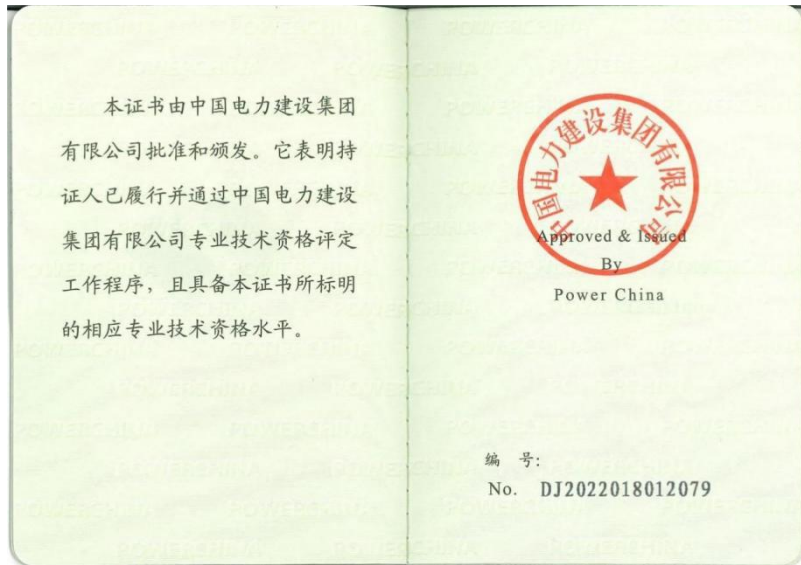 本证书由中国电力建设集团
有限公司批准和颁发。它表明持
证人已履行并通过中国电力建设
集团有限公司专业技术资格评定
工作程序，且具备本证书所标明
的相应专业技术资格水平。
中国电力建设集团有限公司
Approved & Issued
By
Power China
编 号:
No. DJ2022018012079